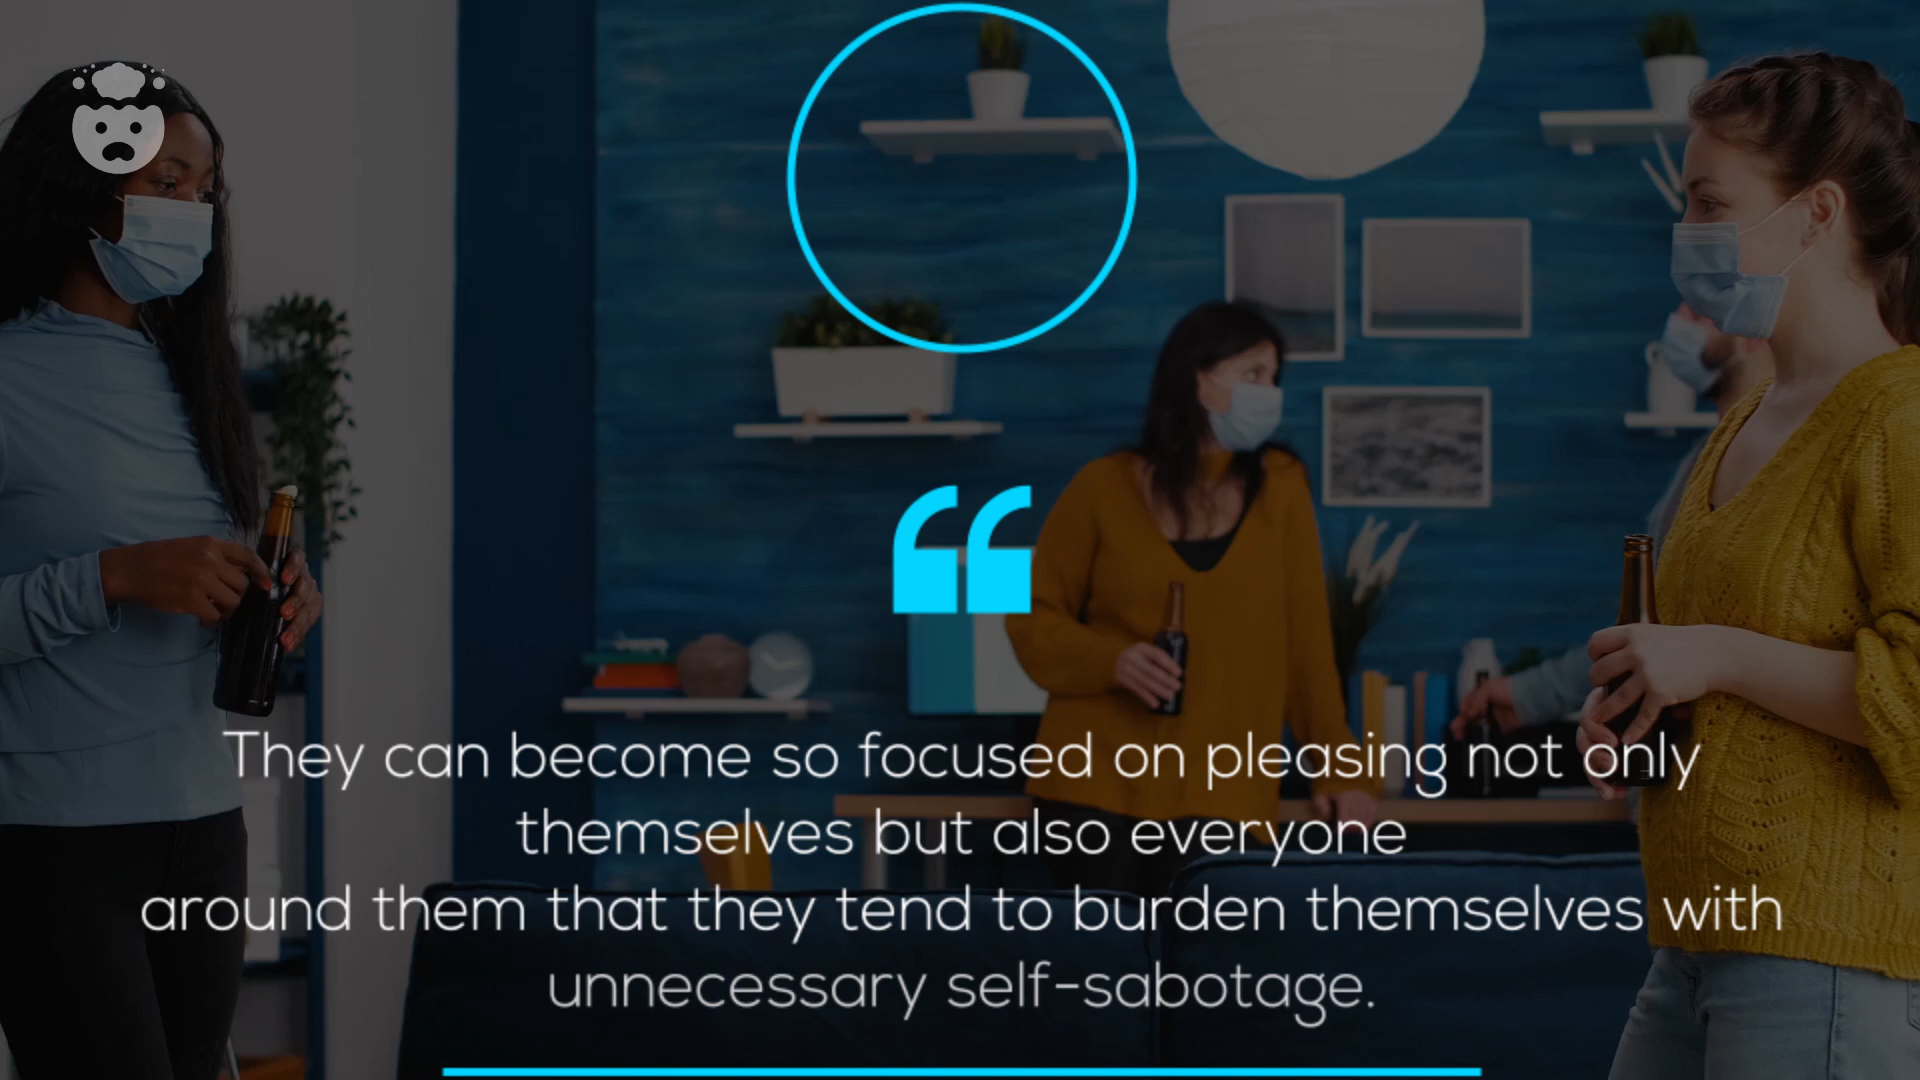 They can become so focused on pleasing not only
themselves but also everyone
around them that they tend to burden themselves with
unnecessary self-sabotage.